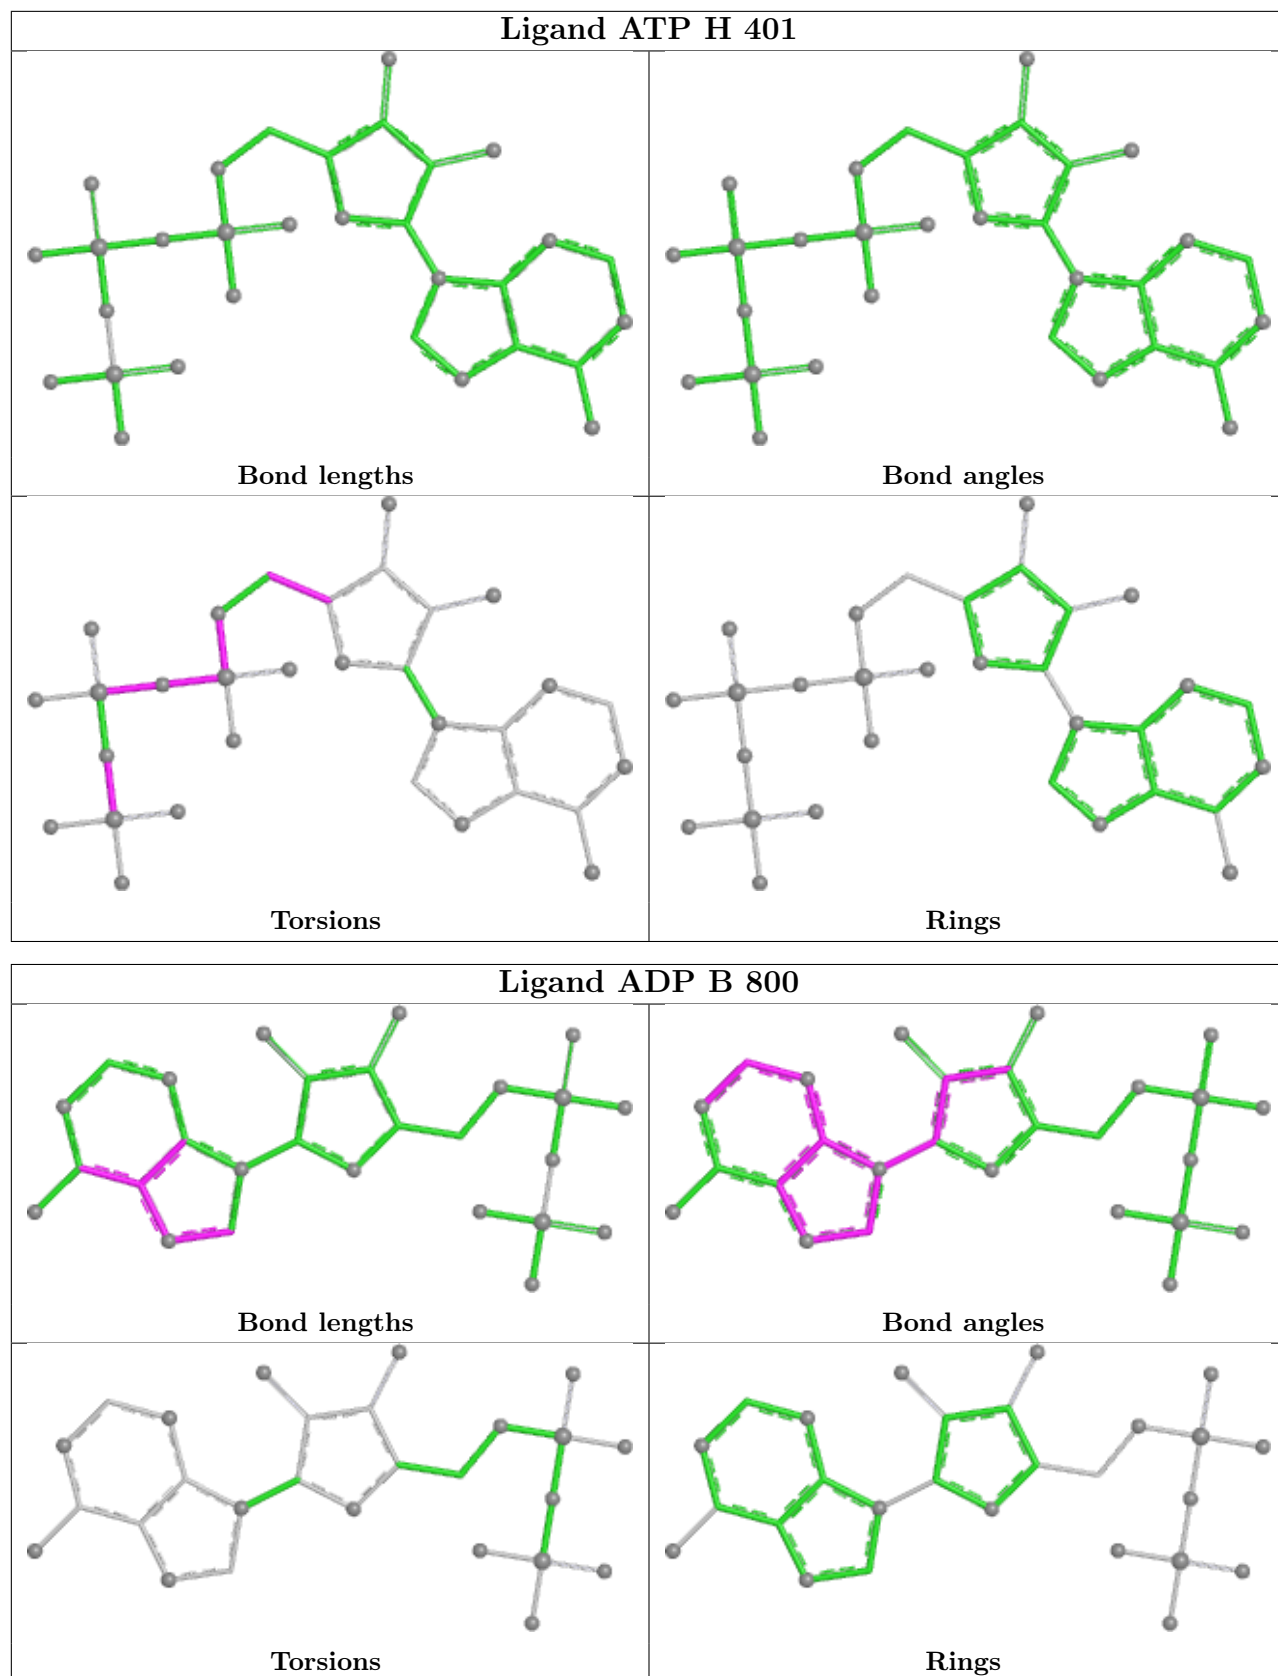 Ligand ATP H 401
Bond lengths
Bond angles
Torsions
Rings
Ligand ADP B 800
Bond lengths
Bond angles
Torsions
Rings